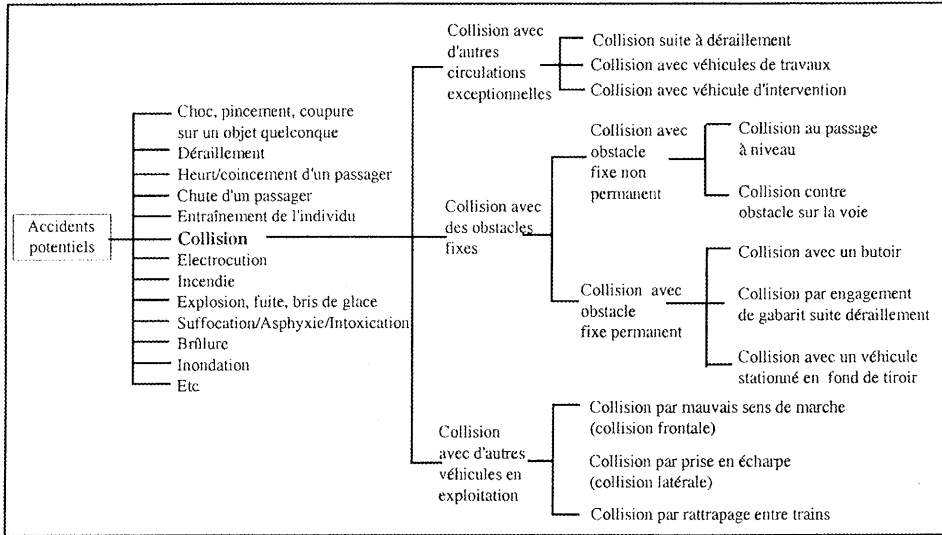 Accidents
potentiels
Choc, pincement, coupure
sur un objet quelconque
Déraillement
Heurt/coincement d'un passager
Chute d'un passager
Entraînement de l'individu
Collision
Electrocution
Incendie
Explosion, fuite, bris de glace
Suffocation/Asphyxie/Intoxication
Brûlure
Inondation
Etc
Collision avec
d'autres
circulations
exceptionnelles
Collision suite à déraillement
Collision avec véhicules de travaux
Collision avec véhicule d'intervention
Collision avec
des obstacles
fixes
Collision avec
obstacle
fixe non
permanent
Collision au passage
à niveau
Collision contre
obstacle sur la voie
Collision avec
obstacle
fixe permanent
Collision avec un butoir
Collision par engagement
de gabarit suite déraillement
Collision avec un véhicule
stationné en fond de tiroir
Collision
avec d'autres
véhicules en
exploitation
Collision par mauvais sens de marche
(collision frontale)
Collision par prise en écharpe
(collision latérale)
Collision par rattrapage entre trains